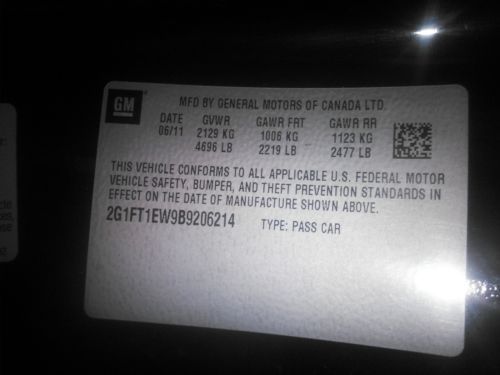 GM
MFD BY GENERAL MOTORS OF CANADA LTD.
DATE GVWR GAWR FRT GAWR RR
06/11 2129 KG 1006 KG 1123 KG
4696 LB 2219 LB 2477 LB
THIS VEHICLE CONFORMS TO ALL APPLICABLE U.S. FEDERAL MOTOR
VEHICLE SAFETY, BUMPER, AND THEFT PREVENTION STANDARDS IN
EFFECT ON THE DATE OF MANUFACTURE SHOWN ABOVE.
2G1FT1EW9B9206214 TYPE: PASS CAR